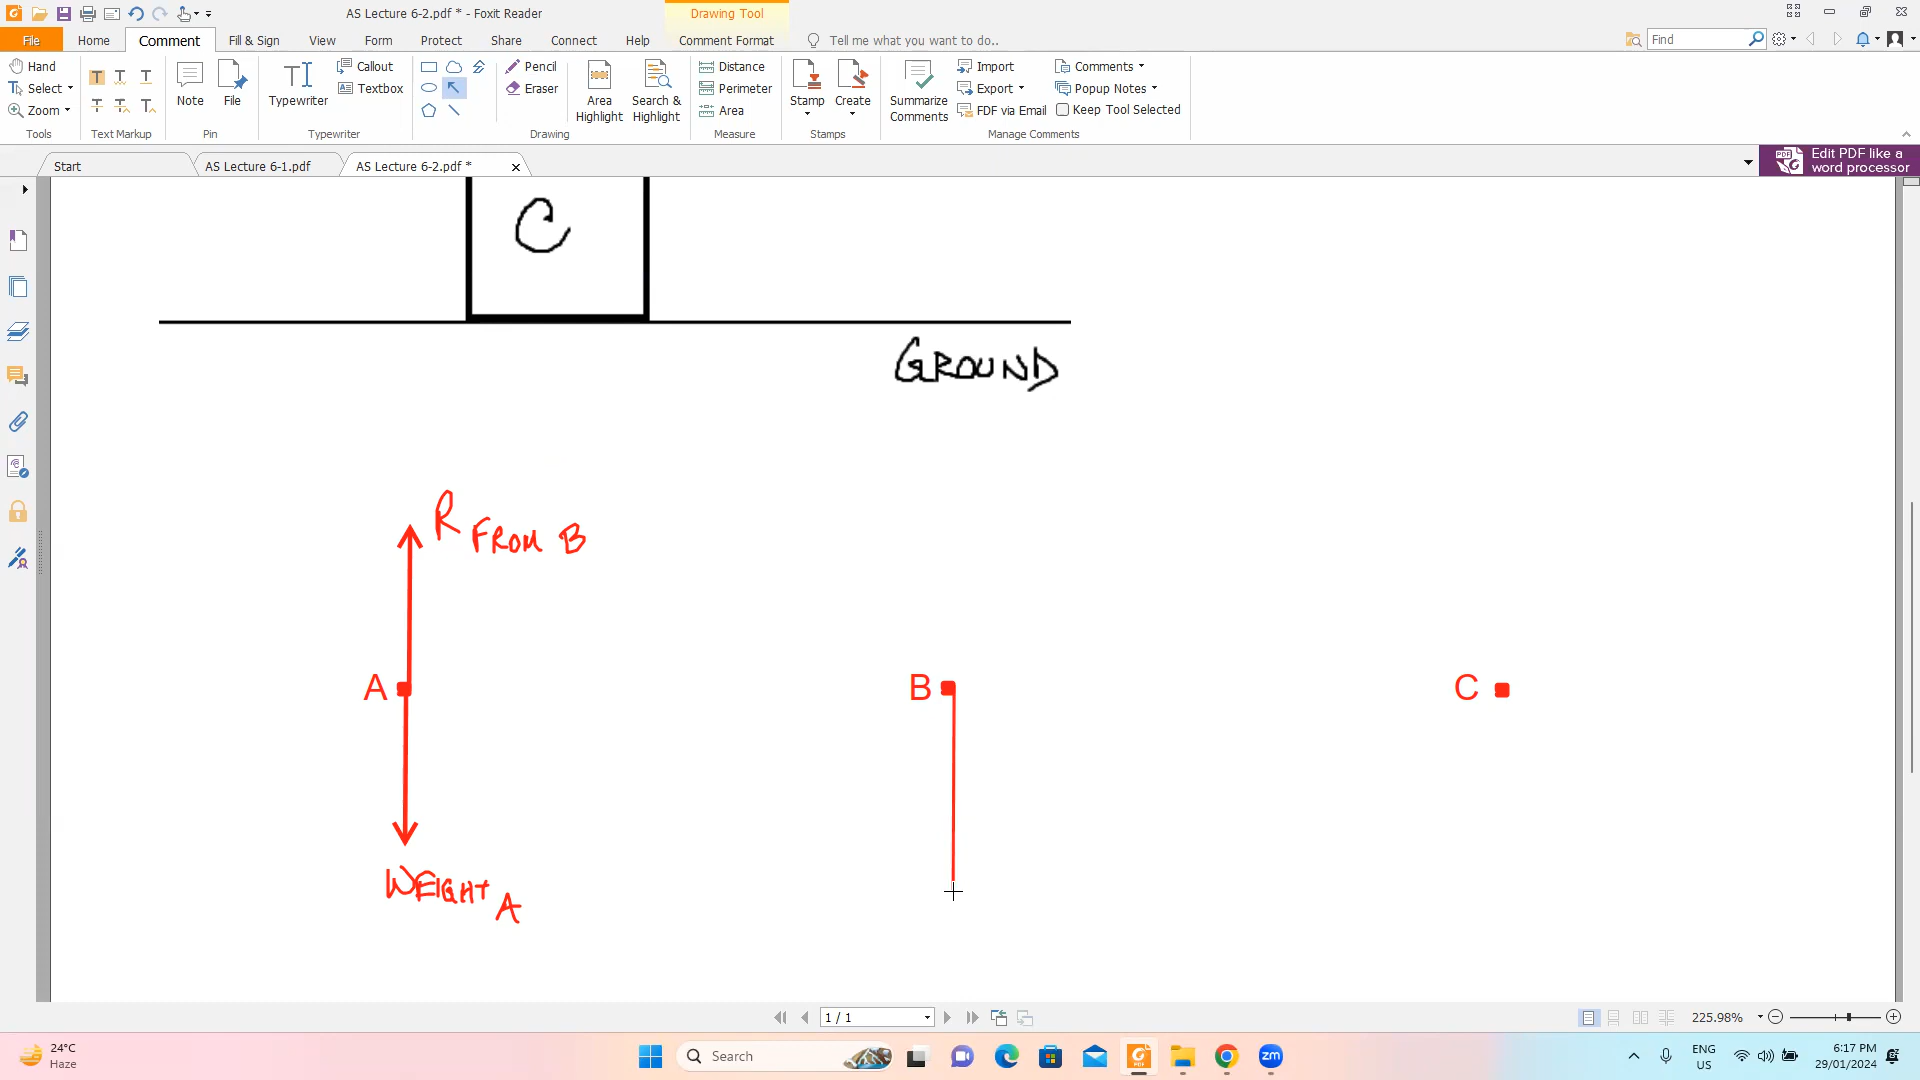 AS Lecture 6-2.pdf * - Foxit Reader
Drawing Tool
File Home Comment Fill & Sign View Form Protect Share Connect Help Comment Format Tell me what you want to do.. Find
Hand
Select
Zoom
Tools
Text Markup
Note
File
Pin
Typewriter
Callout
Textbox
Typewriter
Pencil
Eraser
Drawing
Area Highlight
Search & Highlight
Distance
Perimeter
Area
Measure
Stamp
Create
Stamps
Summarize Comments
Import
Export
FDF via Email
Comments
Popup Notes
Keep Tool Selected
Manage Comments
Start
AS Lecture 6-1.pdf
AS Lecture 6-2.pdf *
Edit PDF like a
word processor
C
GROUND
R FROM B
A
B
C
WEIGHT A
1 / 1
225.98%
24°C
Haze
Search
zm
ENG
US
6:17 PM
29/01/2024